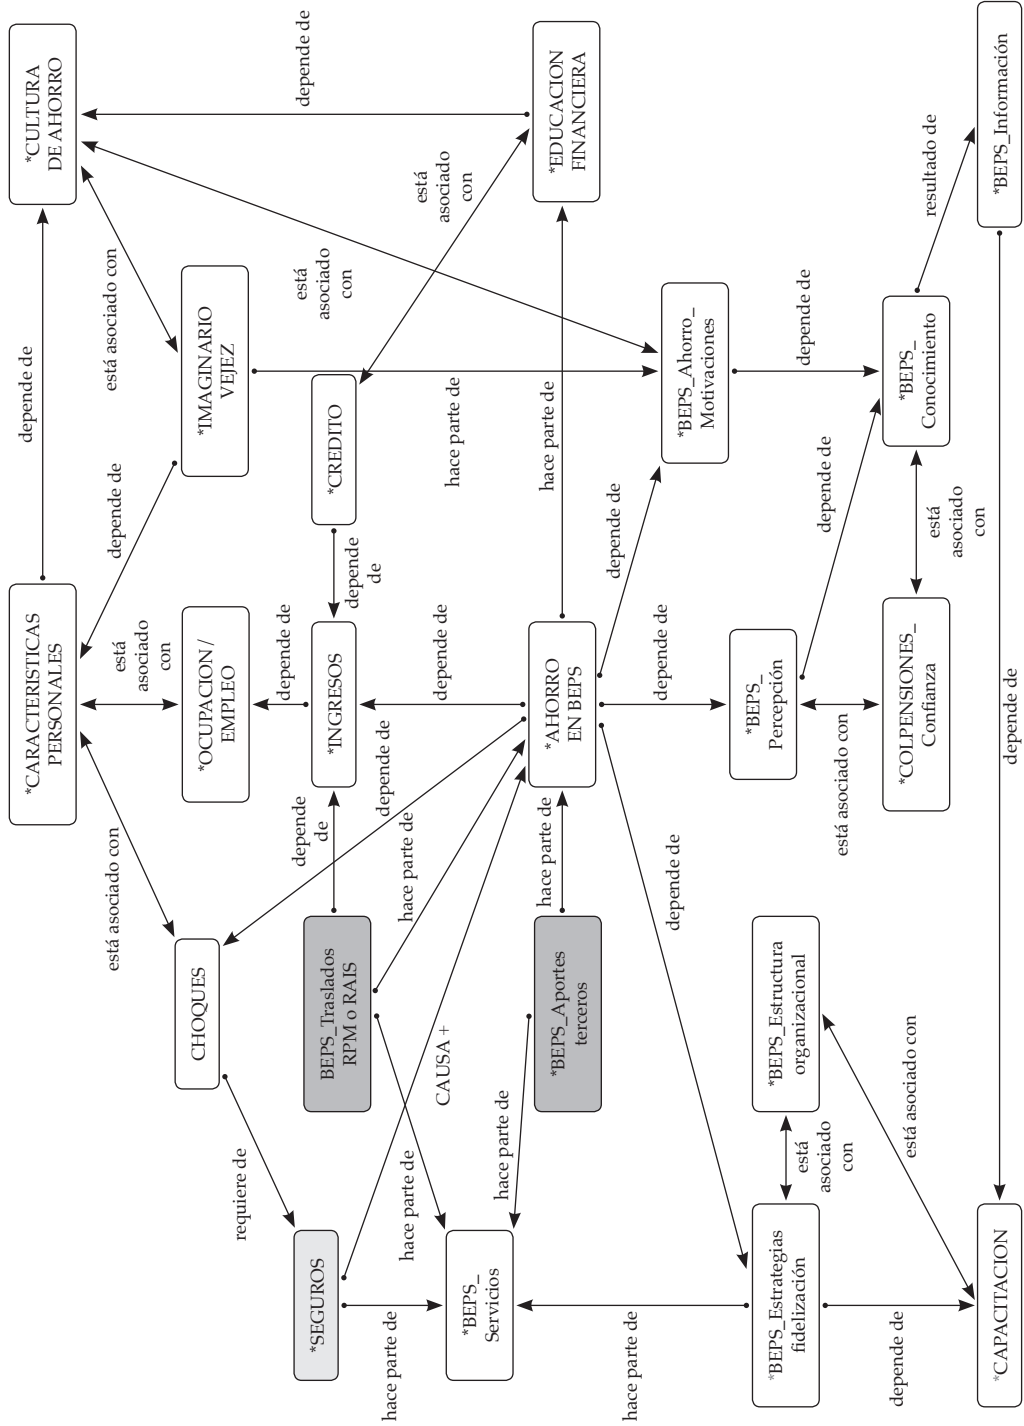 *CARACTERISTICAS
PERSONALES
depende de
*CULTURA
DE AHORRO
está asociado con
está
asociado
con
depende de
está asociado con
CHOQUES
*OCUPACION /
EMPLEO
*IMAGINARIO
VEJEZ
requiere de
depende de
depende de
*SEGUROS
BEPS_Traslados
RPM o RAIS
depende
de
*INGRESOS
depende
de
*CREDITO
está
asociado
con
está
asociado
con
hace parte de
hace parte de
CAUSA +
hace parte de
depende de
depende de
hace parte de
*BEPS_
Servicios
hace parte de
*BEPS_Aportes
terceros
hace parte de
*AHORRO
EN BEPS
hace parte de
*EDUCACION
FINANCIERA
hace parte de
depende de
depende de
depende de
*BEPS_Ahorro_
Motivaciones
*BEPS_Estrategias
fidelización
está
asociado
con
*BEPS_Estructura
organizacional
*BEPS_
Percepción
está asociado con
depende de
depende de
depende de
está asociado con
*COLPENSIONES_
Confianza
está
asociado
con
*BEPS_
Conocimiento
resultado de
*CAPACITACION
depende de
*BEPS_Información